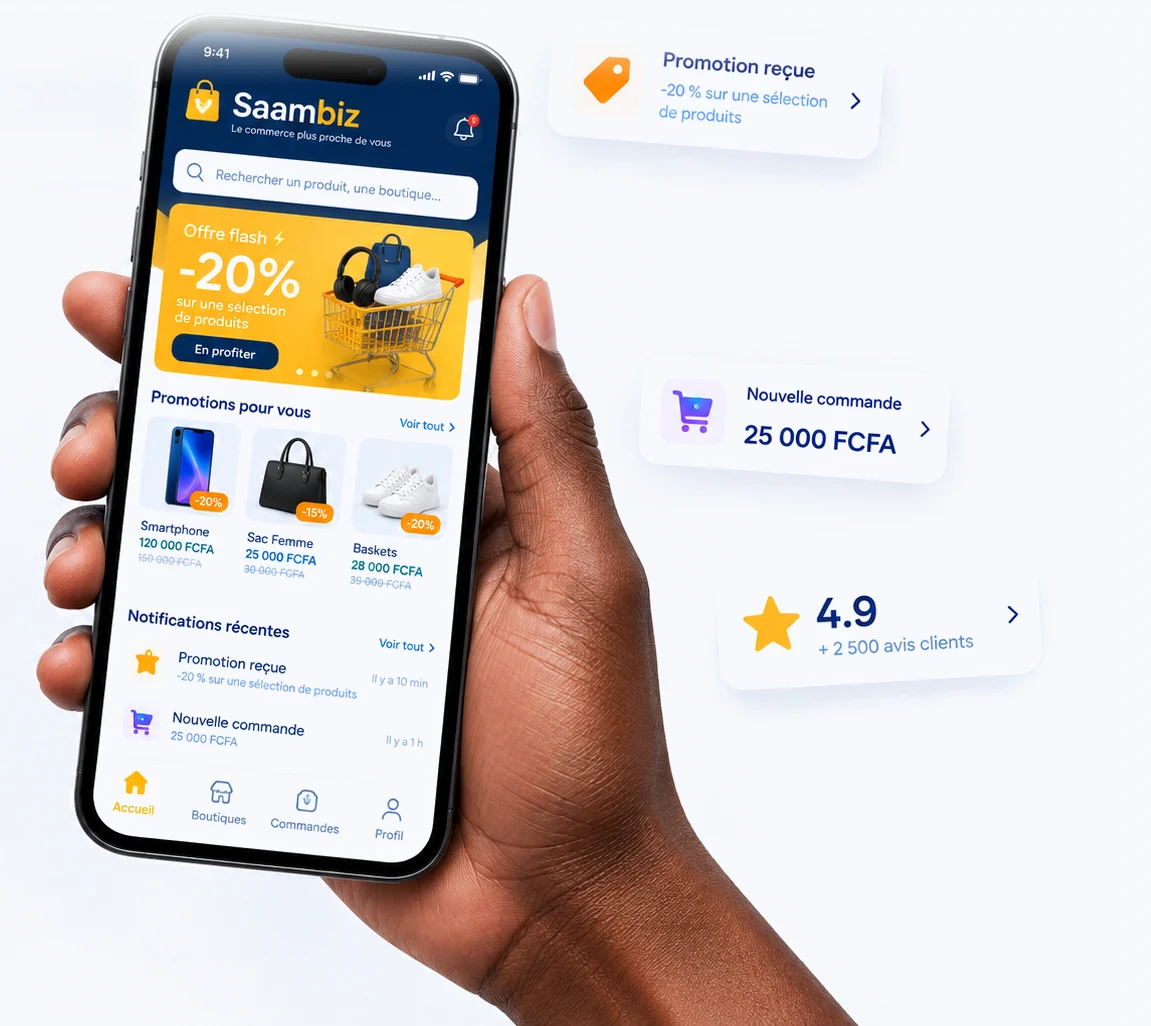 9:41
Saambiz
Le commerce plus proche de vous
Rechercher un produit, une boutique...
Offre flash
-20%
sur une sélection
de produits
En profiter
Promotions pour vous
Voir tout
-20%
-15%
-20%
Smartphone
120 000 FCFA
150 000 FCFA
Sac Femme
25 000 FCFA
30 000 FCFA
Baskets
28 000 FCFA
39 000 FCFA
Notifications récentes
Voir tout
Promotion reçue
-20 % sur une sélection de produits
Il y a 10 min
Nouvelle commande
25 000 FCFA
Il y a 1 h
Accueil
Boutiques
Commandes
Profil
Promotion reçue
-20 % sur une sélection
de produits
Nouvelle commande
25 000 FCFA
4.9
+ 2 500 avis clients